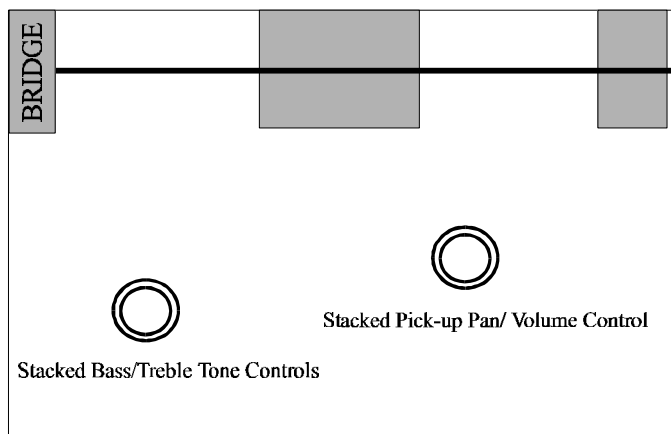 BRIDGE
Stacked Pick-up Pan/ Volume Control
Stacked Bass/Treble Tone Controls